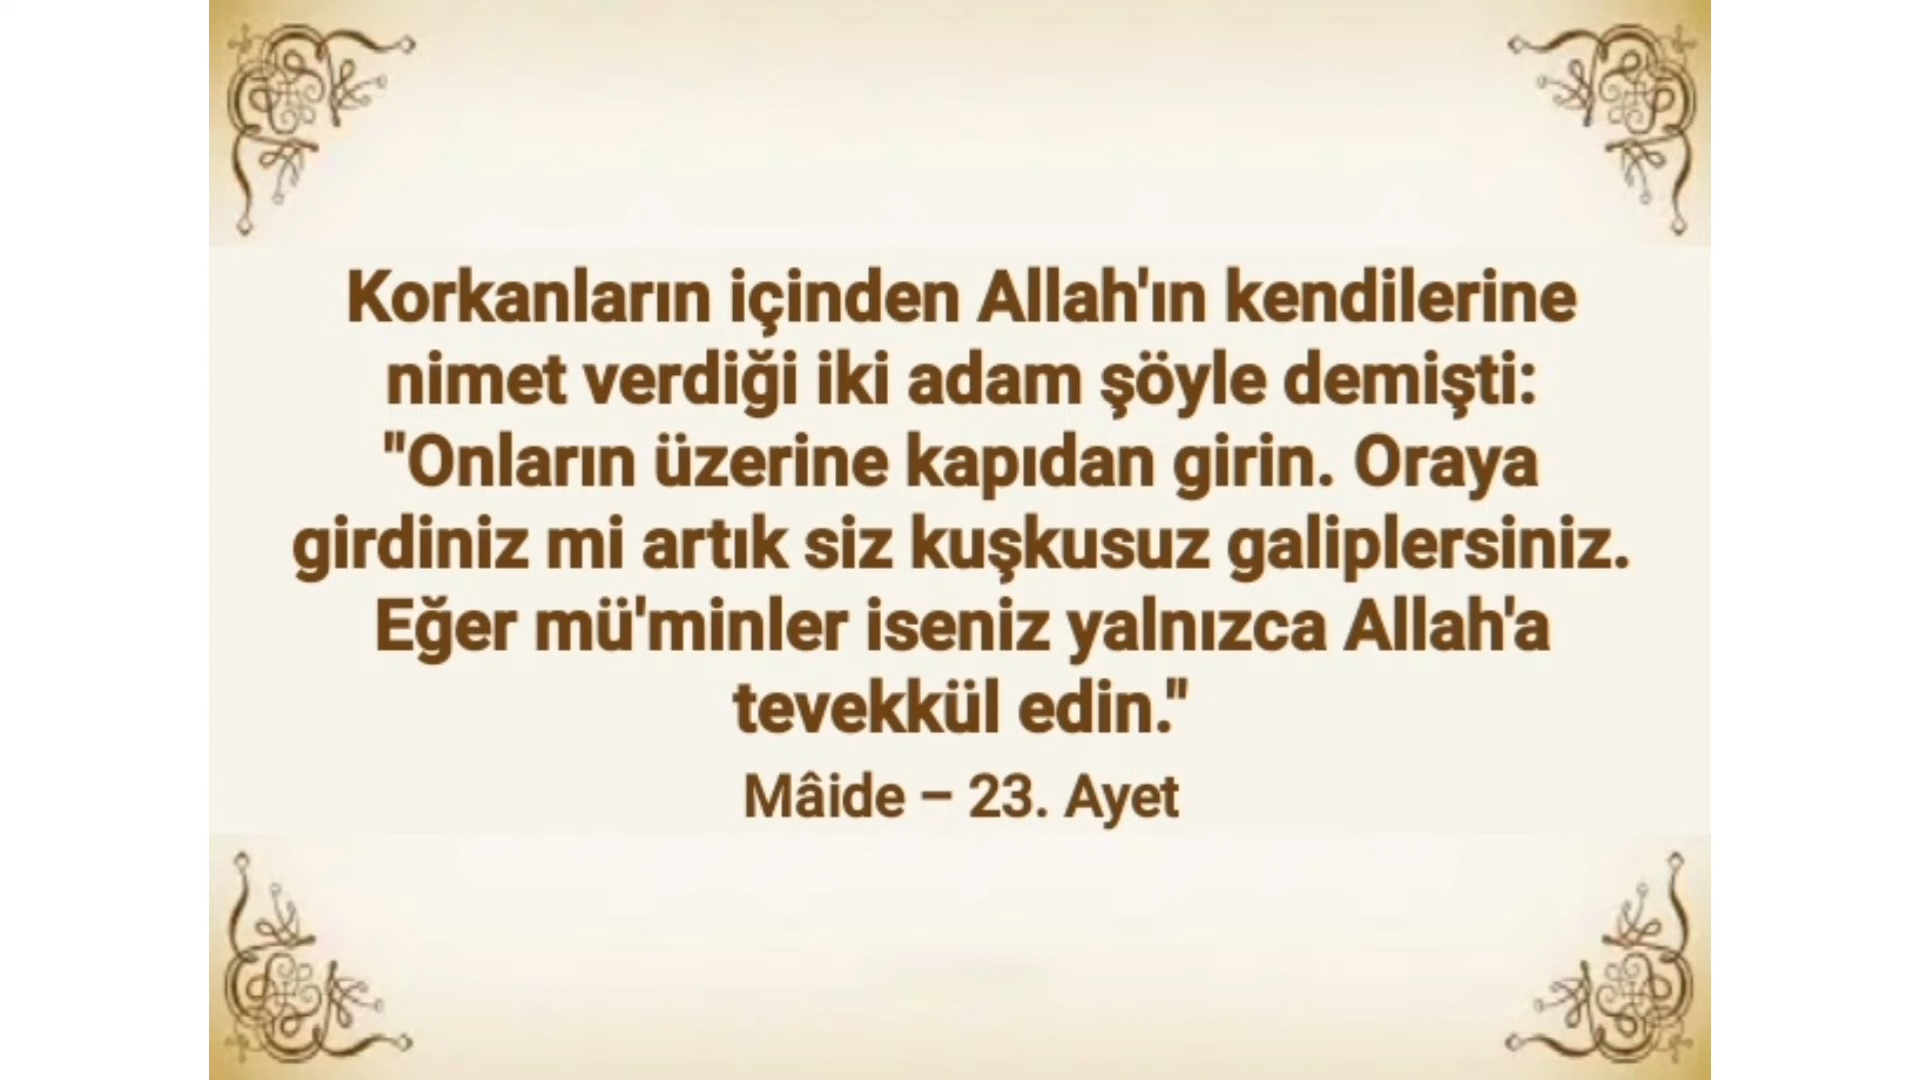 Korkanların içinden Allah'ın kendilerine
nimet verdiği iki adam şöyle demişti:
"Onların üzerine kapıdan girin. Oraya
girdiniz mi artık siz kuşkusuz galiplersiniz.
Eğer mü'minler iseniz yalnızca Allah'a
tevekkül edin."
Mâide – 23. Ayet